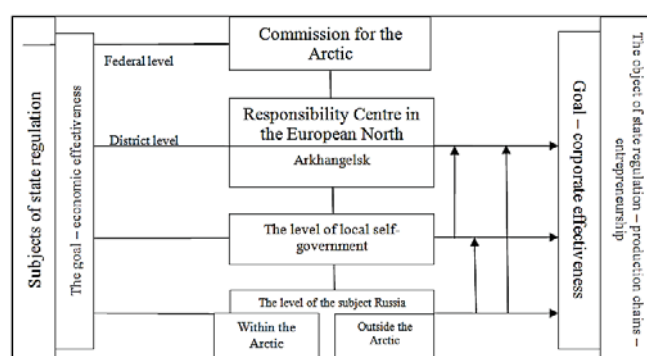 Subjects of state regulation
The goal – economic effectiveness
Federal level
District level
Commission for the
Arctic
Responsibility Centre in
the European North
Arkhangelsk
The level of local self-
government
The level of the subject Russia
Within the
Arctic
Outside the
Arctic
Goal – corporate effectiveness
The object of state regulation – production chains –
entrepreneurship